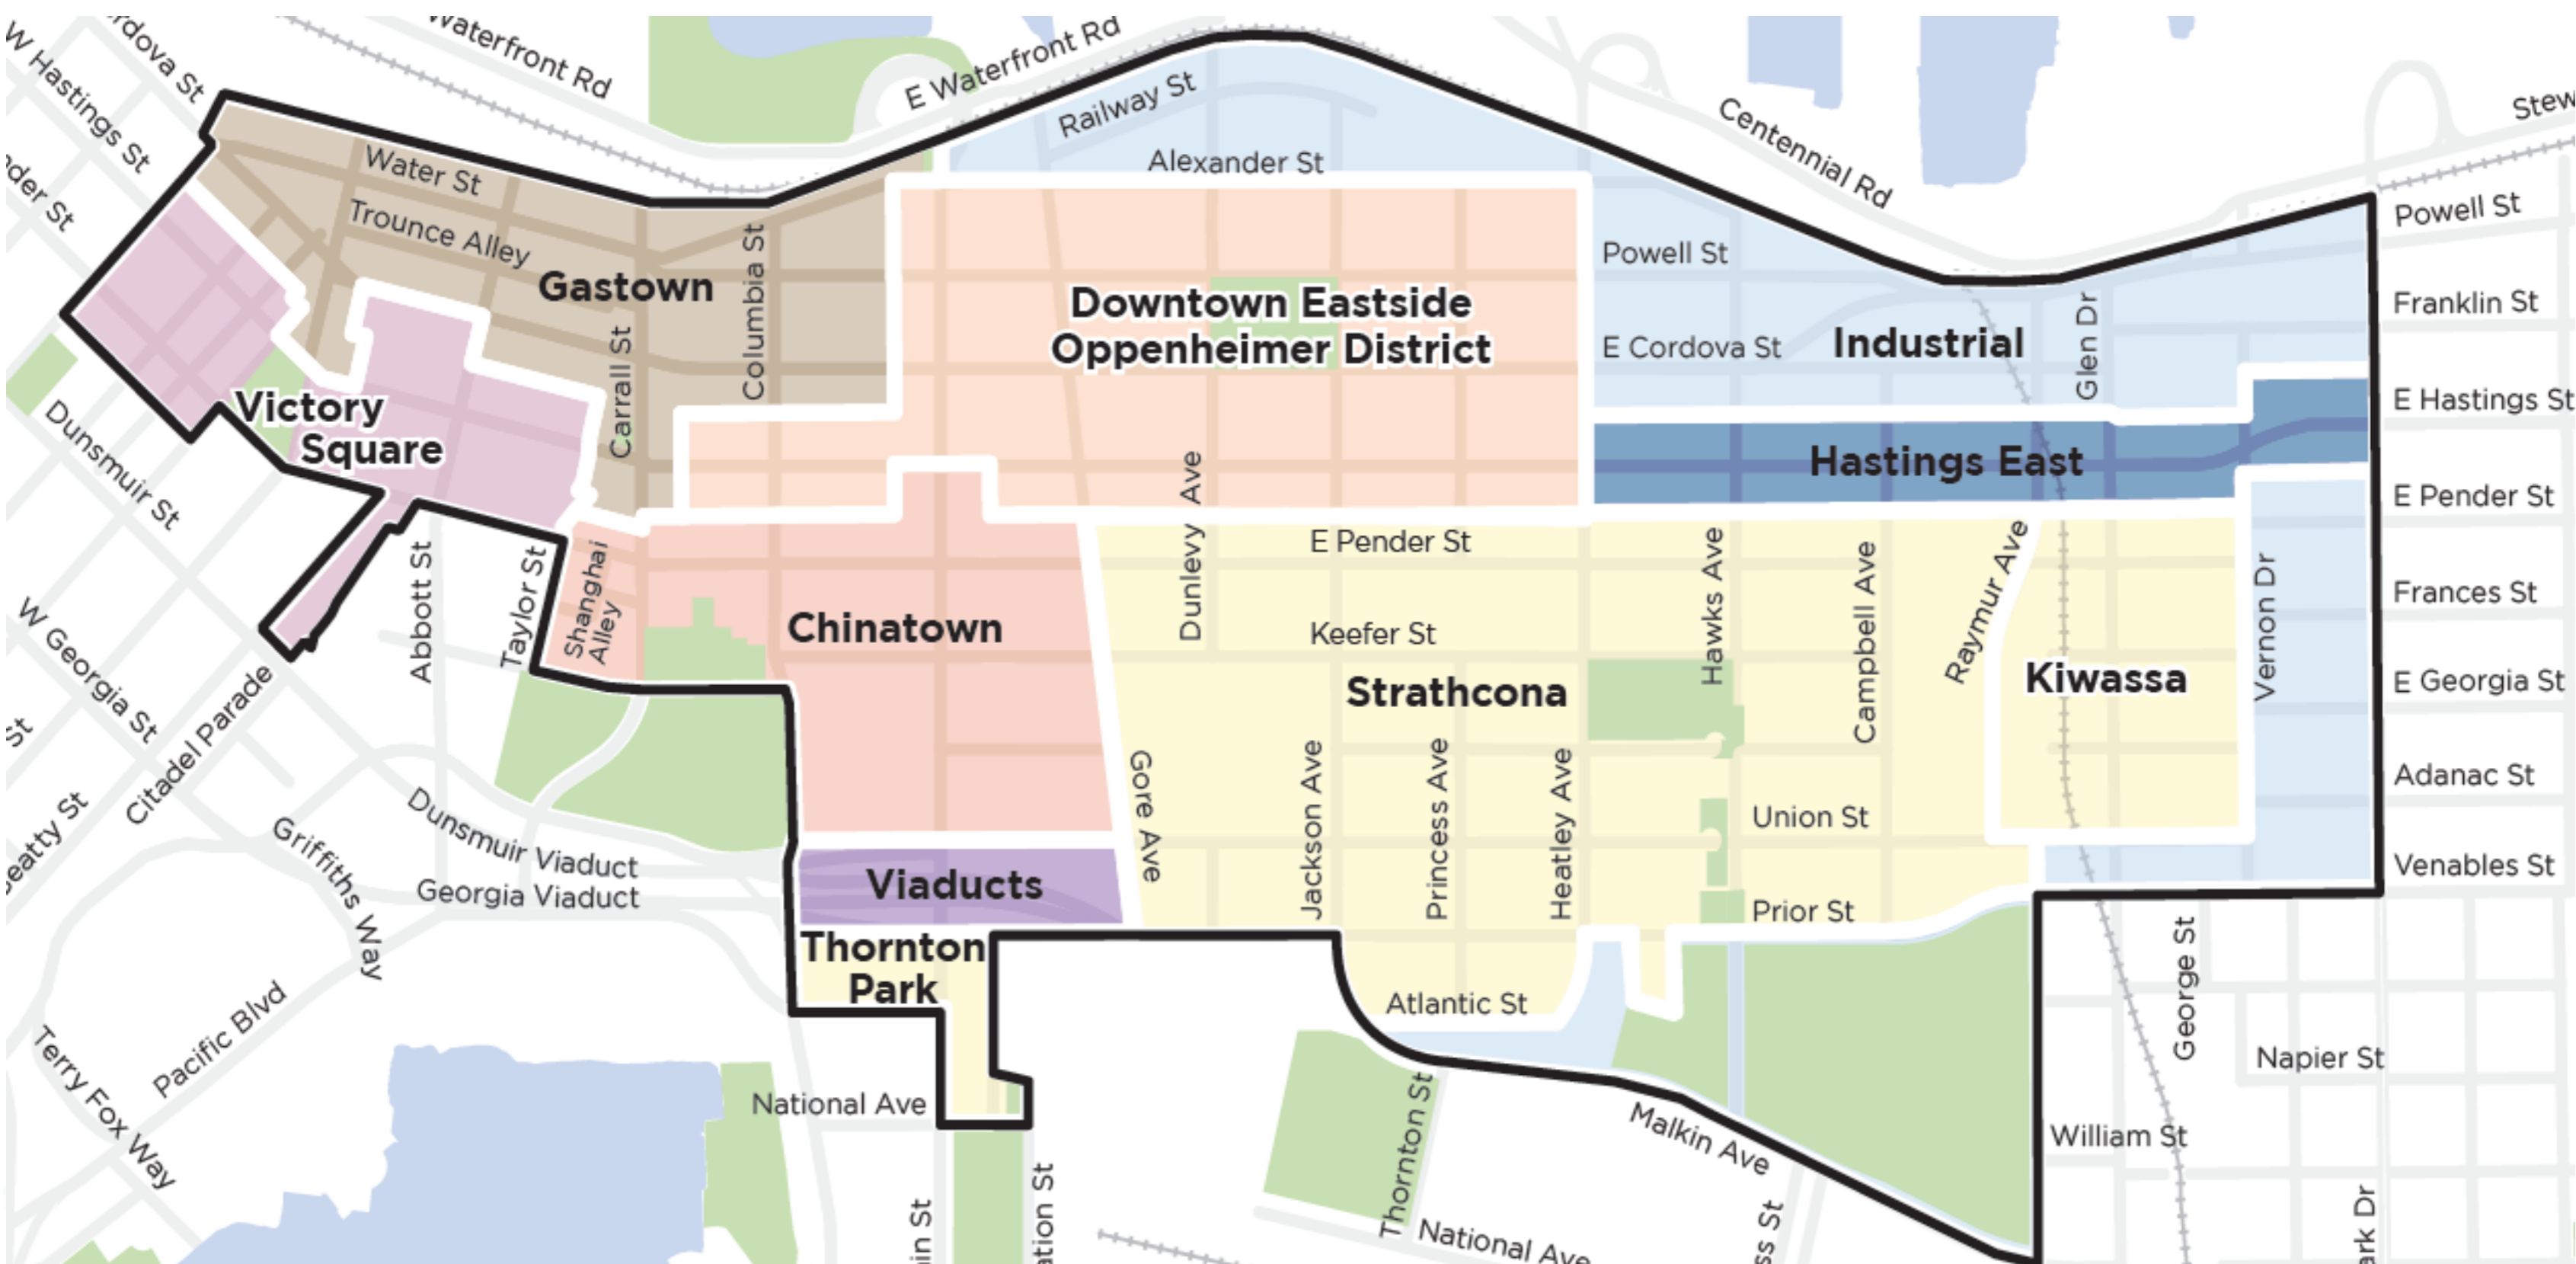 Waterfront Rd
E Waterfront Rd
W Hastings St
Railway St
Centennial Rd
Alexander St
Water St
Trounce Alley
Gastown
Columbia St
Carrall St
Powell St
Powell St
Downtown Eastside
Oppenheimer District
E Cordova St
Industrial
Glen Dr
Franklin St
E Hastings St
Victory
Square
Dunsmuir St
Hastings East
E Pender St
Dunlevy Ave
E Pender St
Abbott St
Taylor St
Shanghai
Alley
Chinatown
Keefer St
Strathcona
Hawks Ave
Campbell Ave
Raymur Ave
Kiwassa
Vernon Dr
Frances St
E Georgia St
W Georgia St
Citadel Parade
Griffiths Way
Dunsmuir Viaduct
Georgia Viaduct
Viaducts
Gore Ave
Jackson Ave
Princess Ave
Heatley Ave
Union St
Prior St
Adanac St
Venables St
Thornton
Park
Atlantic St
Pacific Blvd
Terry Fox Way
National Ave
Thornton St
Malkin Ave
National Ave
George St
Napier St
William St